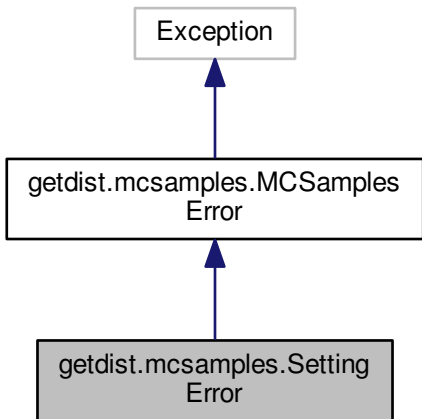 Exception
getdist.mcsamples.MCSamples
Error
getdist.mcsamples.Setting
Error